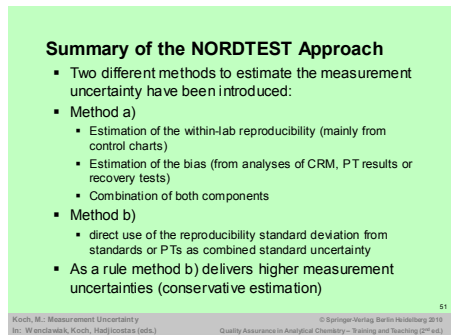 Summary of the NORDTEST Approach
▪ Two different methods to estimate the measurement
uncertainty have been introduced:
▪ Method a)
▪ Estimation of the within-lab reproducibility (mainly from
control charts)
▪ Estimation of the bias (from analyses of CRM, PT results or
recovery tests)
▪ Combination of both components
▪ Method b)
▪ direct use of the reproducibility standard deviation from
standards or PTs as combined standard uncertainty
▪ As a rule method b) delivers higher measurement
uncertainties (conservative estimation)
51
Koch, M.: Measurement Uncertainty
© Springer-Verlag, Berlin Heidelberg 2010
In: Wenclawiak, Koch, Hadjicostas (eds.)
Quality Assurance in Analytical Chemistry – Training and Teaching (2nd ed.)